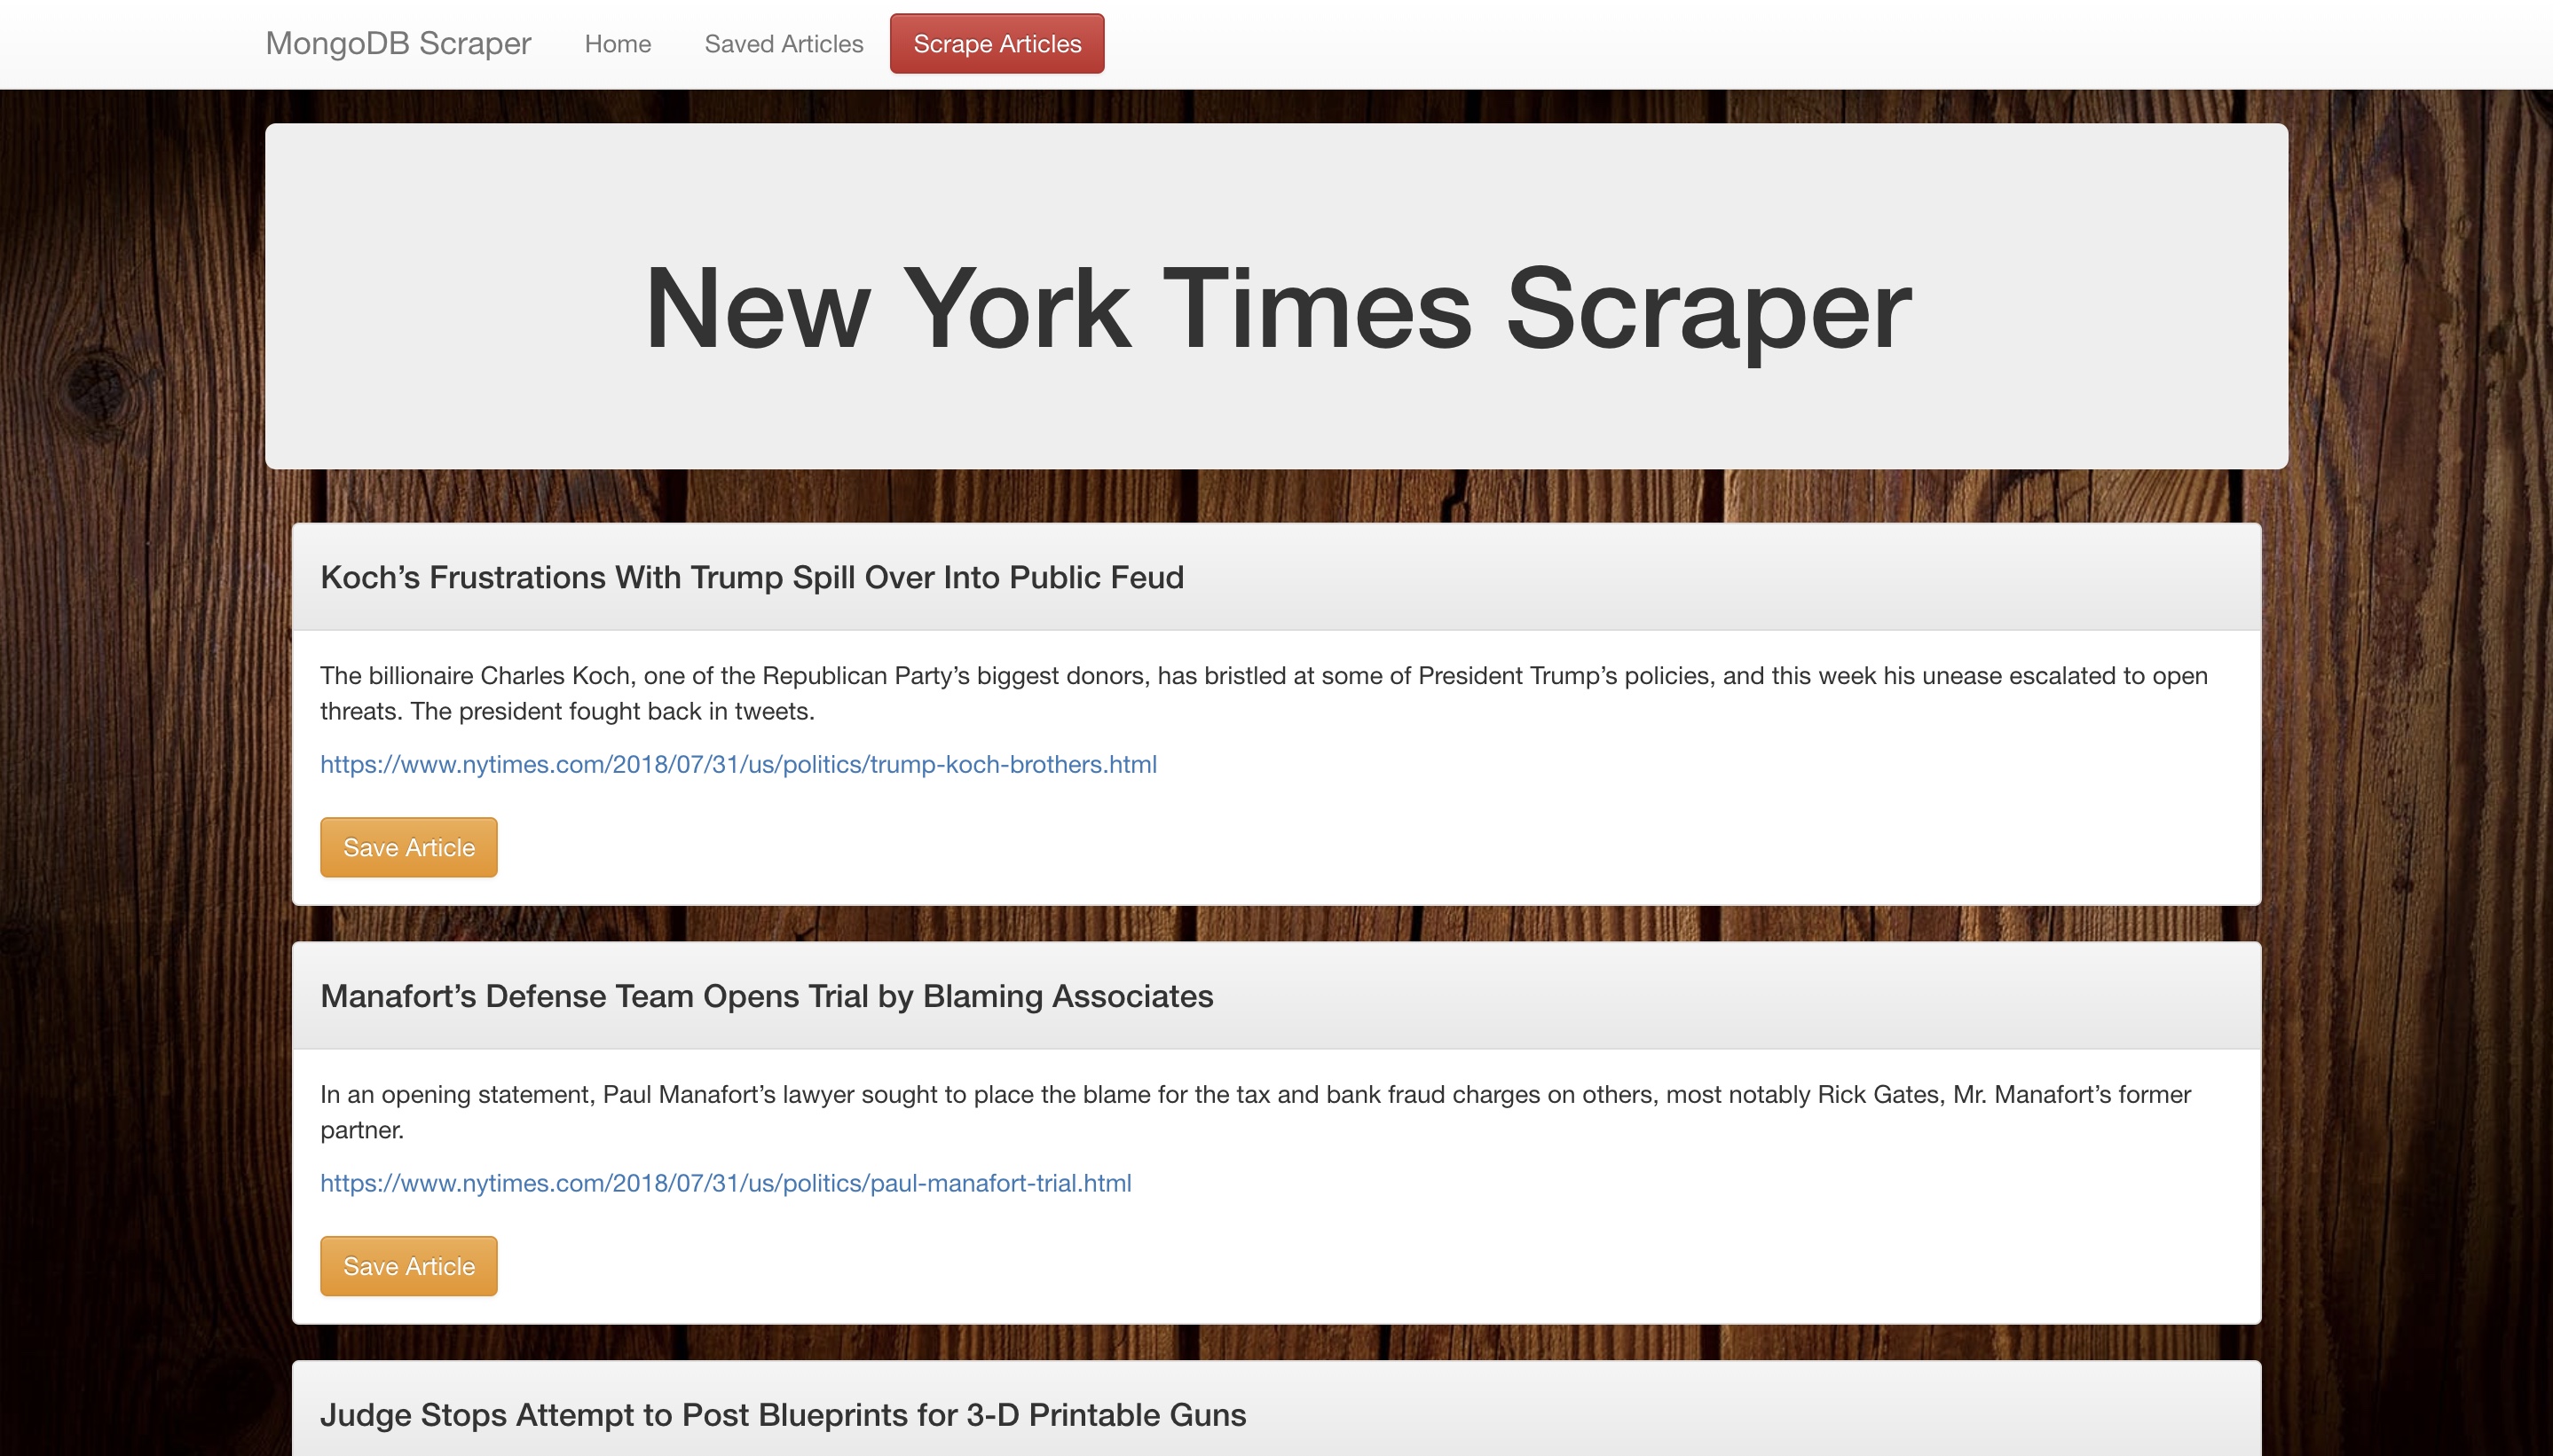 MongoDB Scraper Home Saved Articles Scrape Articles
New York Times Scraper
Koch’s Frustrations With Trump Spill Over Into Public Feud
The billionaire Charles Koch, one of the Republican Party’s biggest donors, has bristled at some of President Trump’s policies, and this week his unease escalated to open
threats. The president fought back in tweets.
https://www.nytimes.com/2018/07/31/us/politics/trump-koch-brothers.html
Save Article
Manafort’s Defense Team Opens Trial by Blaming Associates
In an opening statement, Paul Manafort’s lawyer sought to place the blame for the tax and bank fraud charges on others, most notably Rick Gates, Mr. Manafort’s former
partner.
https://www.nytimes.com/2018/07/31/us/politics/paul-manafort-trial.html
Save Article
Judge Stops Attempt to Post Blueprints for 3-D Printable Guns